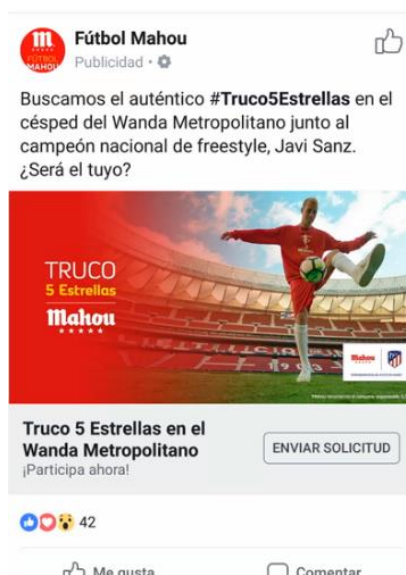 Fútbol Mahou
Publicidad
Buscamos el auténtico #Truco5Estrellas en el
césped del Wanda Metropolitano junto al
campeón nacional de freestyle, Javi Sanz.
¿Será el tuyo?
TRUCO
5 Estrellas
Mahou
Mahou
Truco 5 Estrellas en el
Wanda Metropolitano
¡Participa ahora!
ENVIAR SOLICITUD
42
Me gusta
Comentar